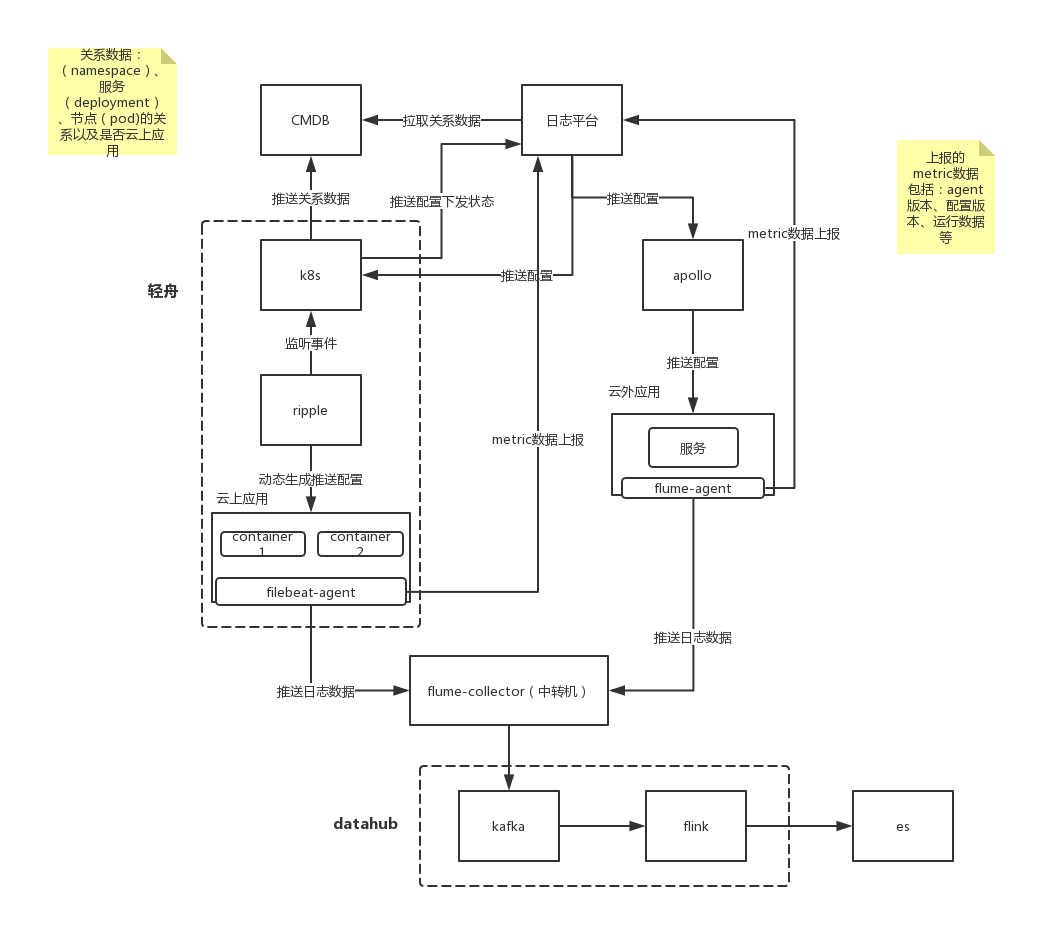 关系数据：
（namespace）、
服务
（deployment）
、节点（pod)的关
系以及是否云上应
用
CMDB
拉取关系数据
日志平台
上报的
metric数据
包括：agent
版本、配置版
本、运行数据
等
推送关系数据
推送配置下发状态
推送配置
metric数据上报
轻舟
k8s
推送配置
apollo
监听事件
推送配置
云外应用
ripple
metric数据上报
服务
动态生成推送配置
flume-agent
云上应用
container
1
container
2
filebeat-agent
推送日志数据
推送日志数据
flume-collector（中转机）
datahub
kafka
flink
es